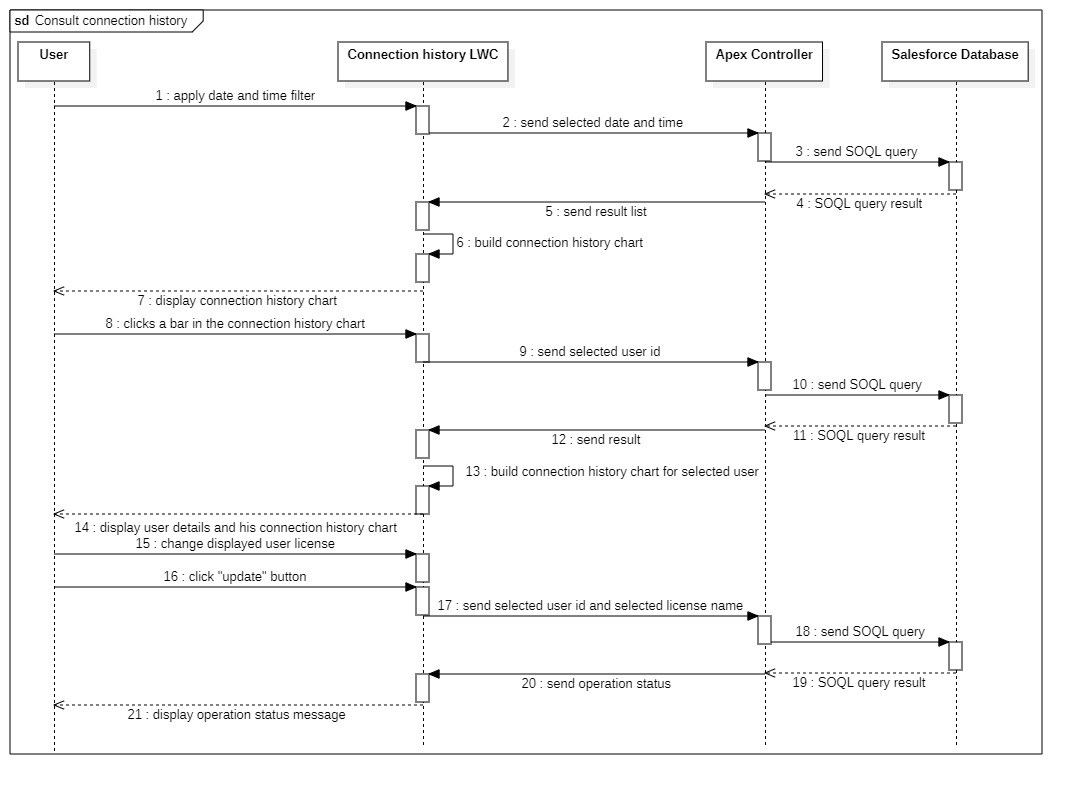 sd Consult connection history
User
Connection history LWC
Apex Controller
Salesforce Database
1 : apply date and time filter
2 : send selected date and time
3 : send SOQL query
4 : SOQL query result
5 : send result list
6 : build connection history chart
7 : display connection history chart
8 : clicks a bar in the connection history chart
9 : send selected user id
10 : send SOQL query
11 : SOQL query result
12 : send result
13 : build connection history chart for selected user
14 : display user details and his connection history chart
15 : change displayed user license
16 : click "update" button
17 : send selected user id and selected license name
18 : send SOQL query
19 : SOQL query result
20 : send operation status
21 : display operation status message